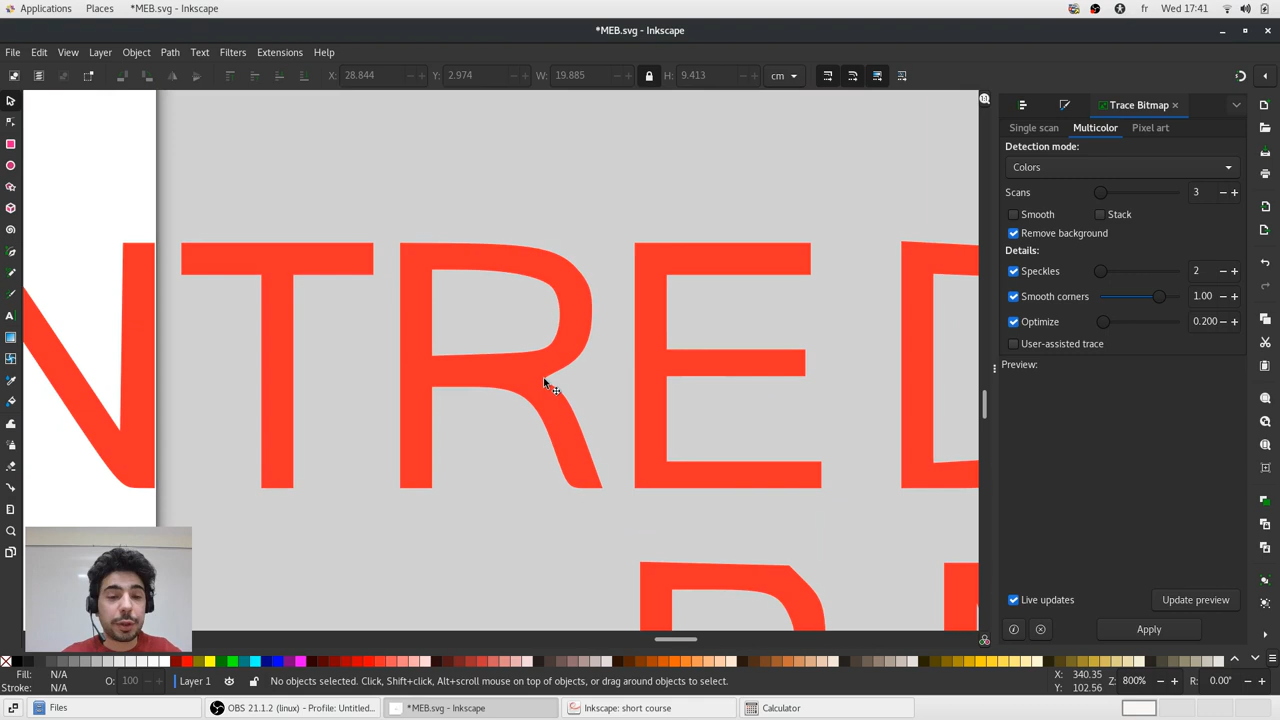 Applications Places *MEB.svg - Inkscape fr Wed 17:41
*MEB.svg - Inkscape
File Edit View Layer Object Path Text Filters Extensions Help
X: 28.844 Y: 2.974 W: 19.885 H: 9.413 cm
Trace Bitmap
Single scan Multicolor Pixel art
Detection mode:
Colors
Scans 3
Smooth Stack
Remove background
Details:
Speckles 2
Smooth corners 1.00
Optimize 0.200
User-assisted trace
Preview:
NTRE D
Live updates Update preview
Apply
Fill: N/A
Stroke: N/A
O: 100 Layer 1 No objects selected. Click, Shift+click, Alt+scroll mouse on top of objects, or drag around objects to select. X: 340.35 Y: 102.56 Z: 800% R: 0.00°
Files OBS 21.1.2 (linux) - Profile: Untitled... *MEB.svg - Inkscape Inkscape: short course Calculator